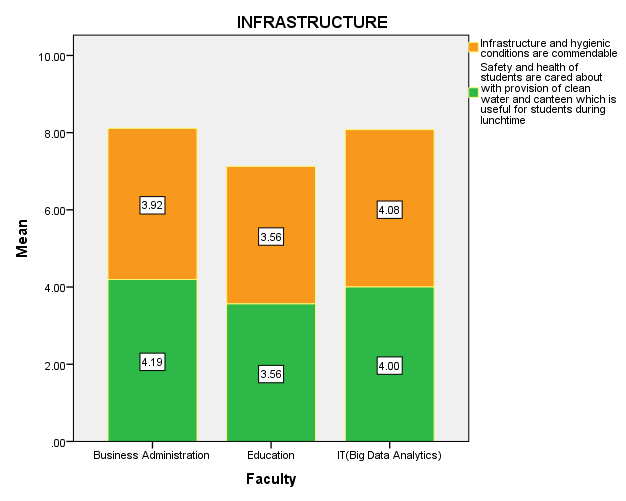 INFRASTRUCTURE
Infrastructure and hygienic
conditions are commendable
Safety and health of
students are cared about
with provision of clean
water and canteen which is
useful for students during
lunchtime
10.00
8.00
6.00
4.00
2.00
.00
Mean
3.92
3.56
4.08
4.19
3.56
4.00
Business Administration
Education
IT(Big Data Analytics)
Faculty